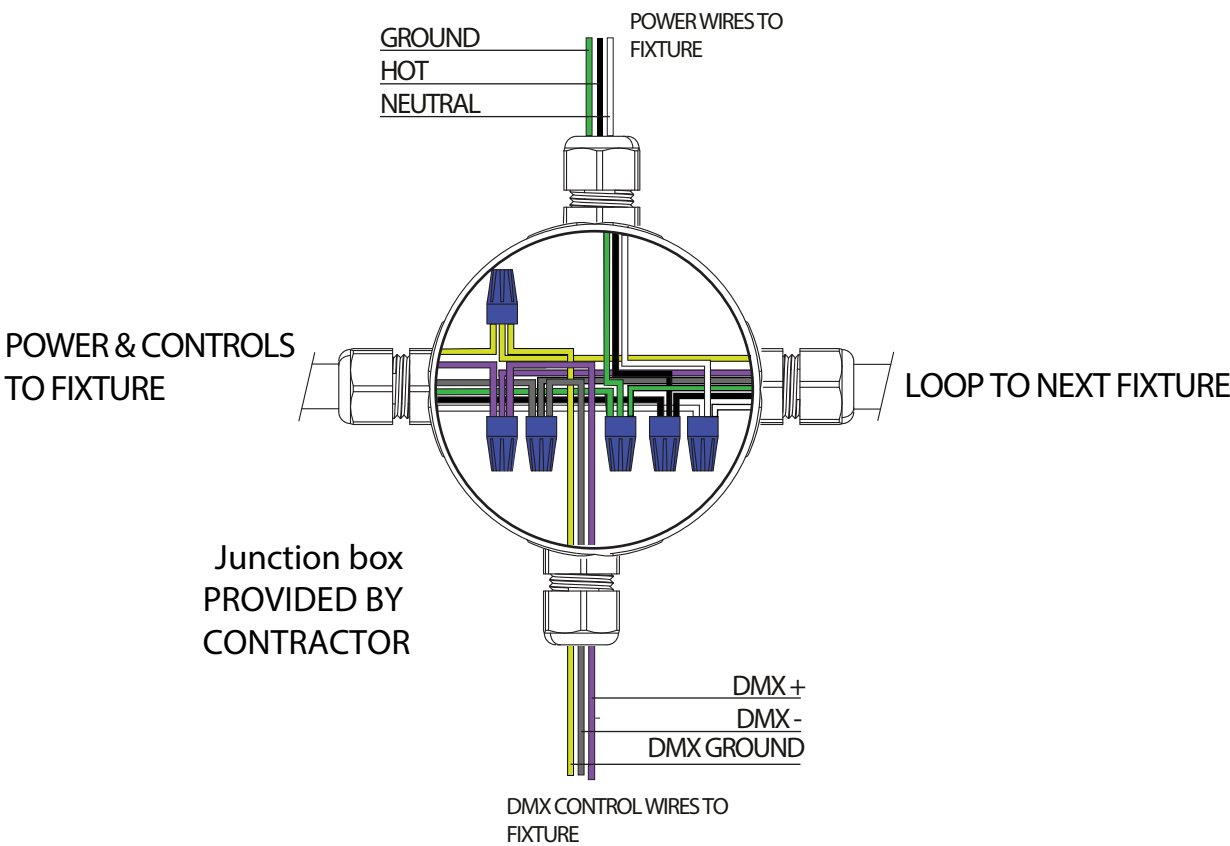 POWER WIRES TO
FIXTURE
GROUND
HOT
NEUTRAL
POWER & CONTROLS
TO FIXTURE
LOOP TO NEXT FIXTURE
Junction box
PROVIDED BY
CONTRACTOR
DMX +
DMX -
DMX GROUND
DMX CONTROL WIRES TO
FIXTURE